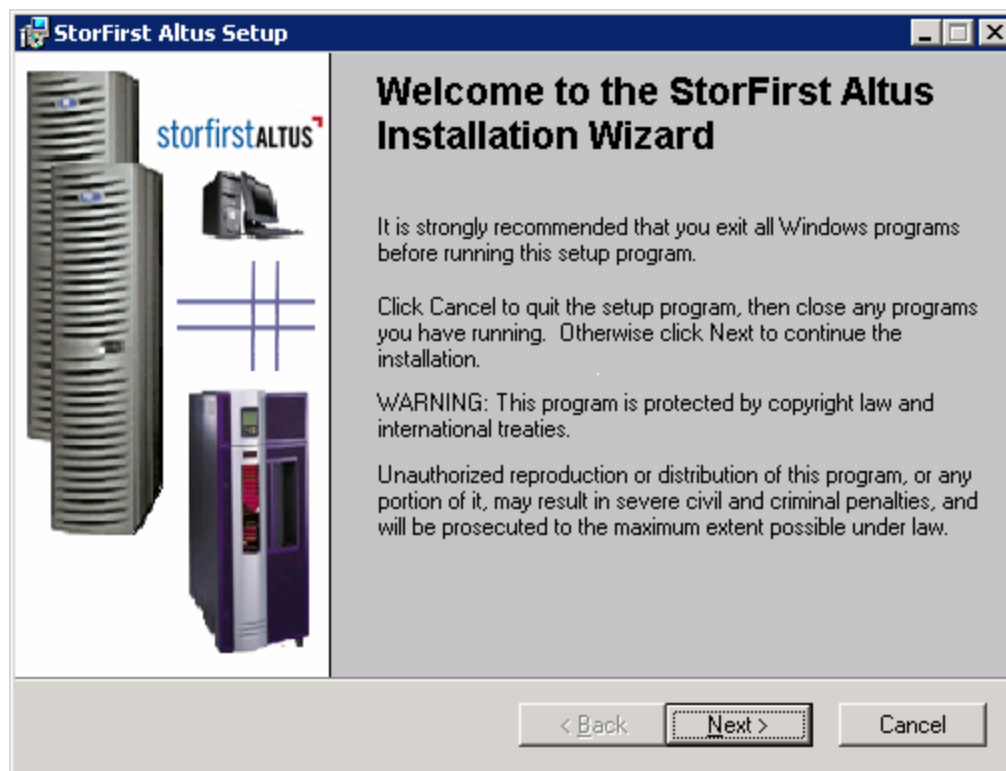 StorFirst Altus Setup
storfirstALTUS
Welcome to the StorFirst Altus
Installation Wizard
It is strongly recommended that you exit all Windows programs
before running this setup program.
Click Cancel to quit the setup program, then close any programs
you have running.  Otherwise click Next to continue the
installation.
WARNING: This program is protected by copyright law and
international treaties.
Unauthorized reproduction or distribution of this program, or any
portion of it, may result in severe civil and criminal penalties, and
will be prosecuted to the maximum extent possible under law.
< Back
Next >
Cancel